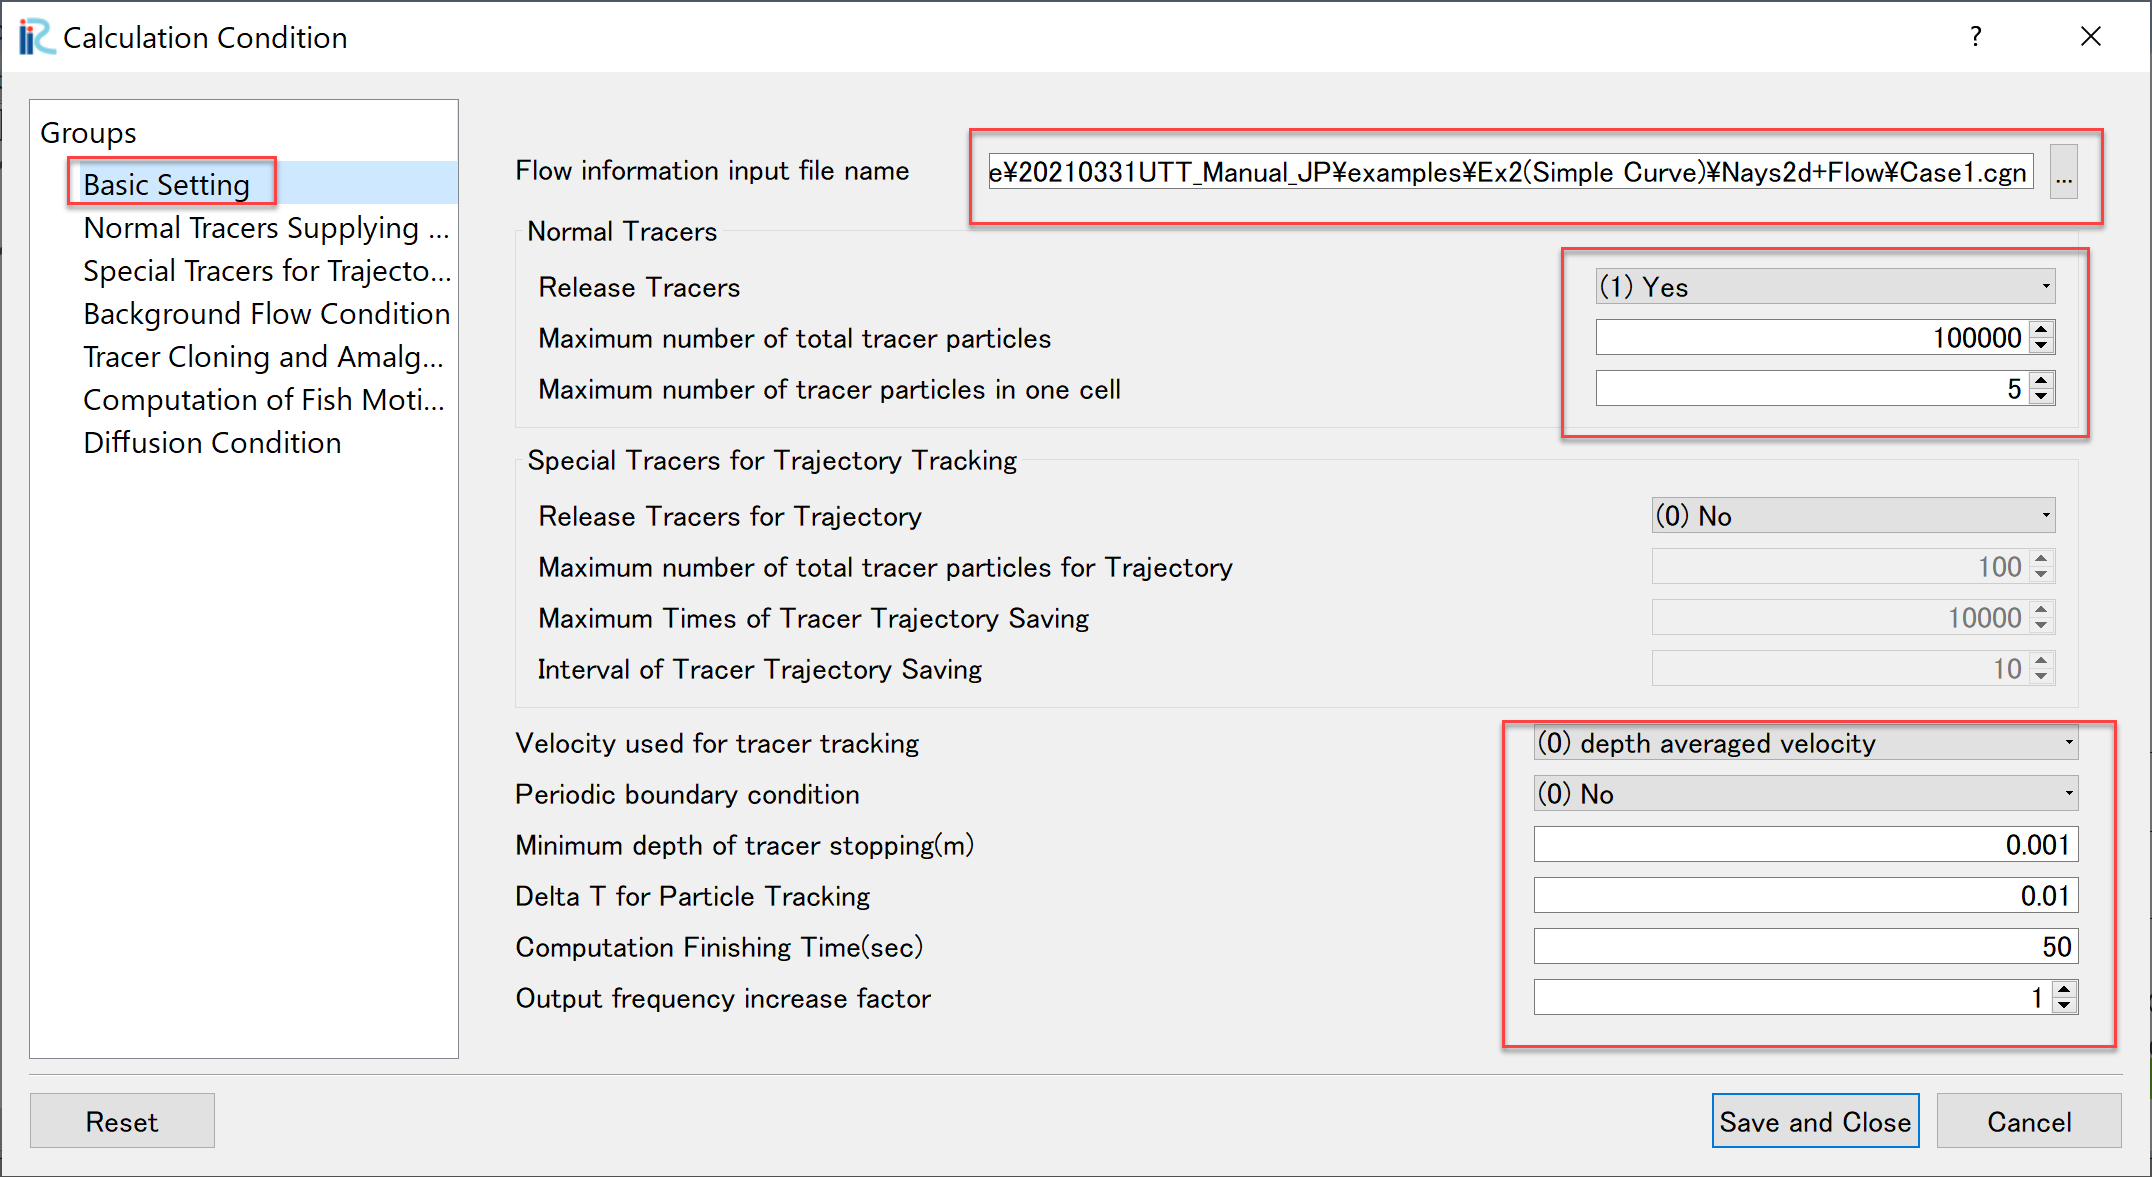 iRIC Calculation Condition ?
Groups
Basic Setting
Normal Tracers Supplying ...
Special Tracers for Trajecto...
Background Flow Condition
Tracer Cloning and Amalg...
Computation of Fish Moti...
Diffusion Condition
Flow information input file name e¥20210331UTT_Manual_JP¥examples¥Ex2(Simple Curve)¥Nays2d+Flow¥Case1.cgn ...
Normal Tracers
Release Tracers (1) Yes
Maximum number of total tracer particles 100000
Maximum number of tracer particles in one cell 5
Special Tracers for Trajectory Tracking
Release Tracers for Trajectory (0) No
Maximum number of total tracer particles for Trajectory 100
Maximum Times of Tracer Trajectory Saving 10000
Interval of Tracer Trajectory Saving 10
Velocity used for tracer tracking (0) depth averaged velocity
Periodic boundary condition (0) No
Minimum depth of tracer stopping(m) 0.001
Delta T for Particle Tracking 0.01
Computation Finishing Time(sec) 50
Output frequency increase factor 1
Reset Save and Close Cancel